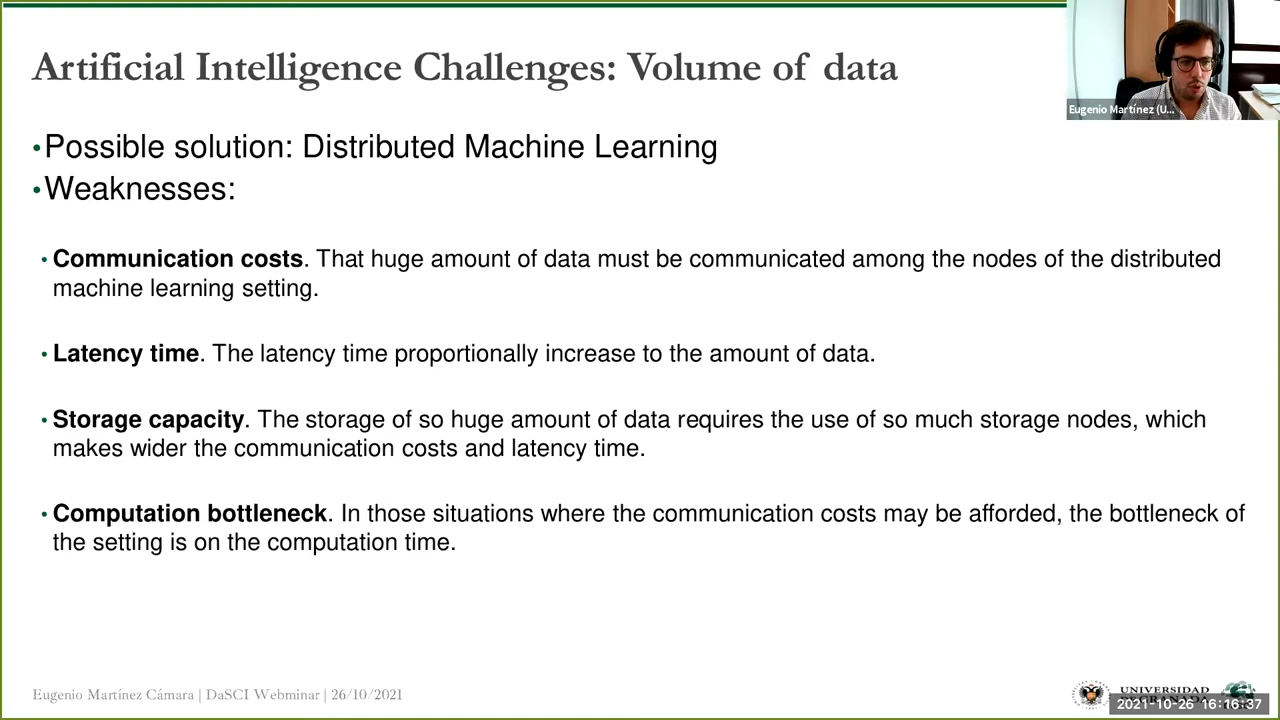 Artificial Intelligence Challenges: Volume of data
Eugenio Martínez (U...
•Possible solution: Distributed Machine Learning
•Weaknesses:
•Communication costs. That huge amount of data must be communicated among the nodes of the distributed
machine learning setting.
•Latency time. The latency time proportionally increase to the amount of data.
•Storage capacity. The storage of so huge amount of data requires the use of so much storage nodes, which
makes wider the communication costs and latency time.
•Computation bottleneck. In those situations where the communication costs may be afforded, the bottleneck of
the setting is on the computation time.
Eugenio Martínez Cámara | DaSCI Webminar | 26/10/2021
UNIVERSIDAD
2021-10-26 16:16:37